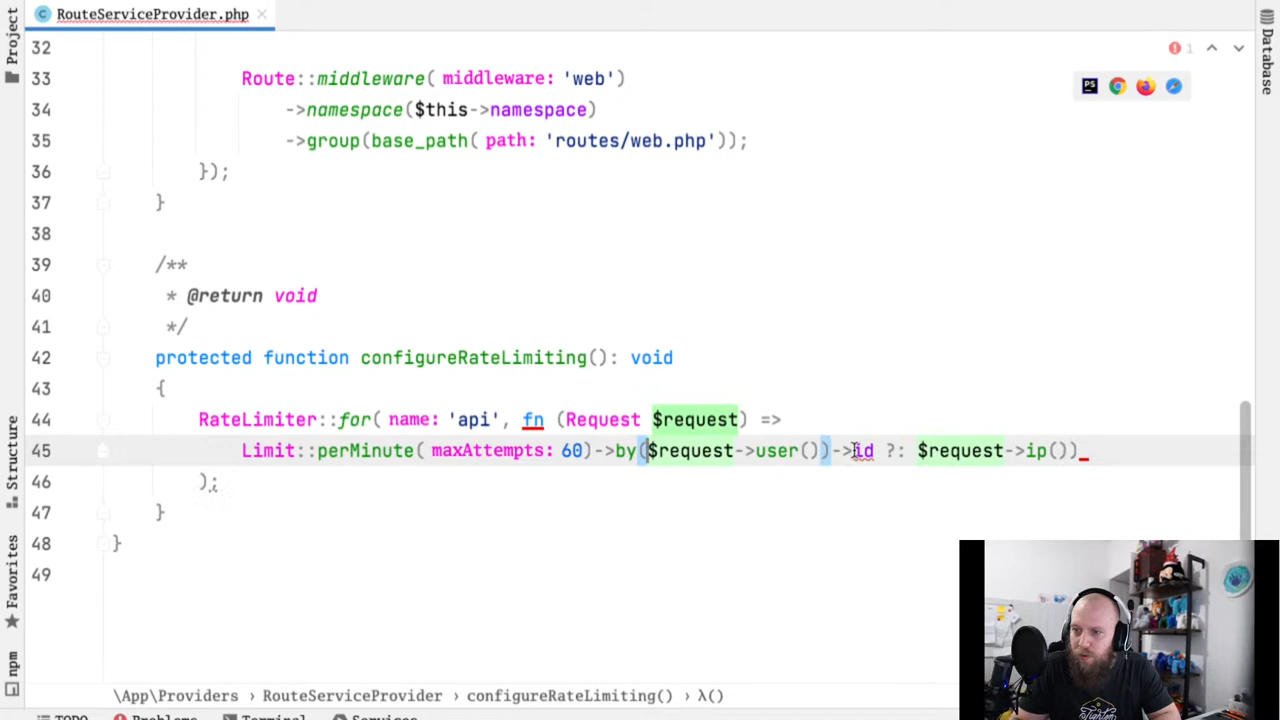 RouteServiceProvider.php
Project
Database
1
32
33 Route::middleware( middleware: 'web')
34 ->namespace($this->namespace)
35 ->group(base_path( path: 'routes/web.php'));
36 });
37 }
38
39 /**
40 * @return void
41 */
42 protected function configureRateLimiting(): void
43 {
44 RateLimiter::for( name: 'api', fn (Request $request) =>
45 Limit::perMinute( maxAttempts: 60)->by($request->user())->id ?: $request->ip())
46 );
47 }
48 }
49
Structure
Favorites
npm
\App\Providers › RouteServiceProvider › configureRateLimiting() › λ()
TODO Problems Terminal Services